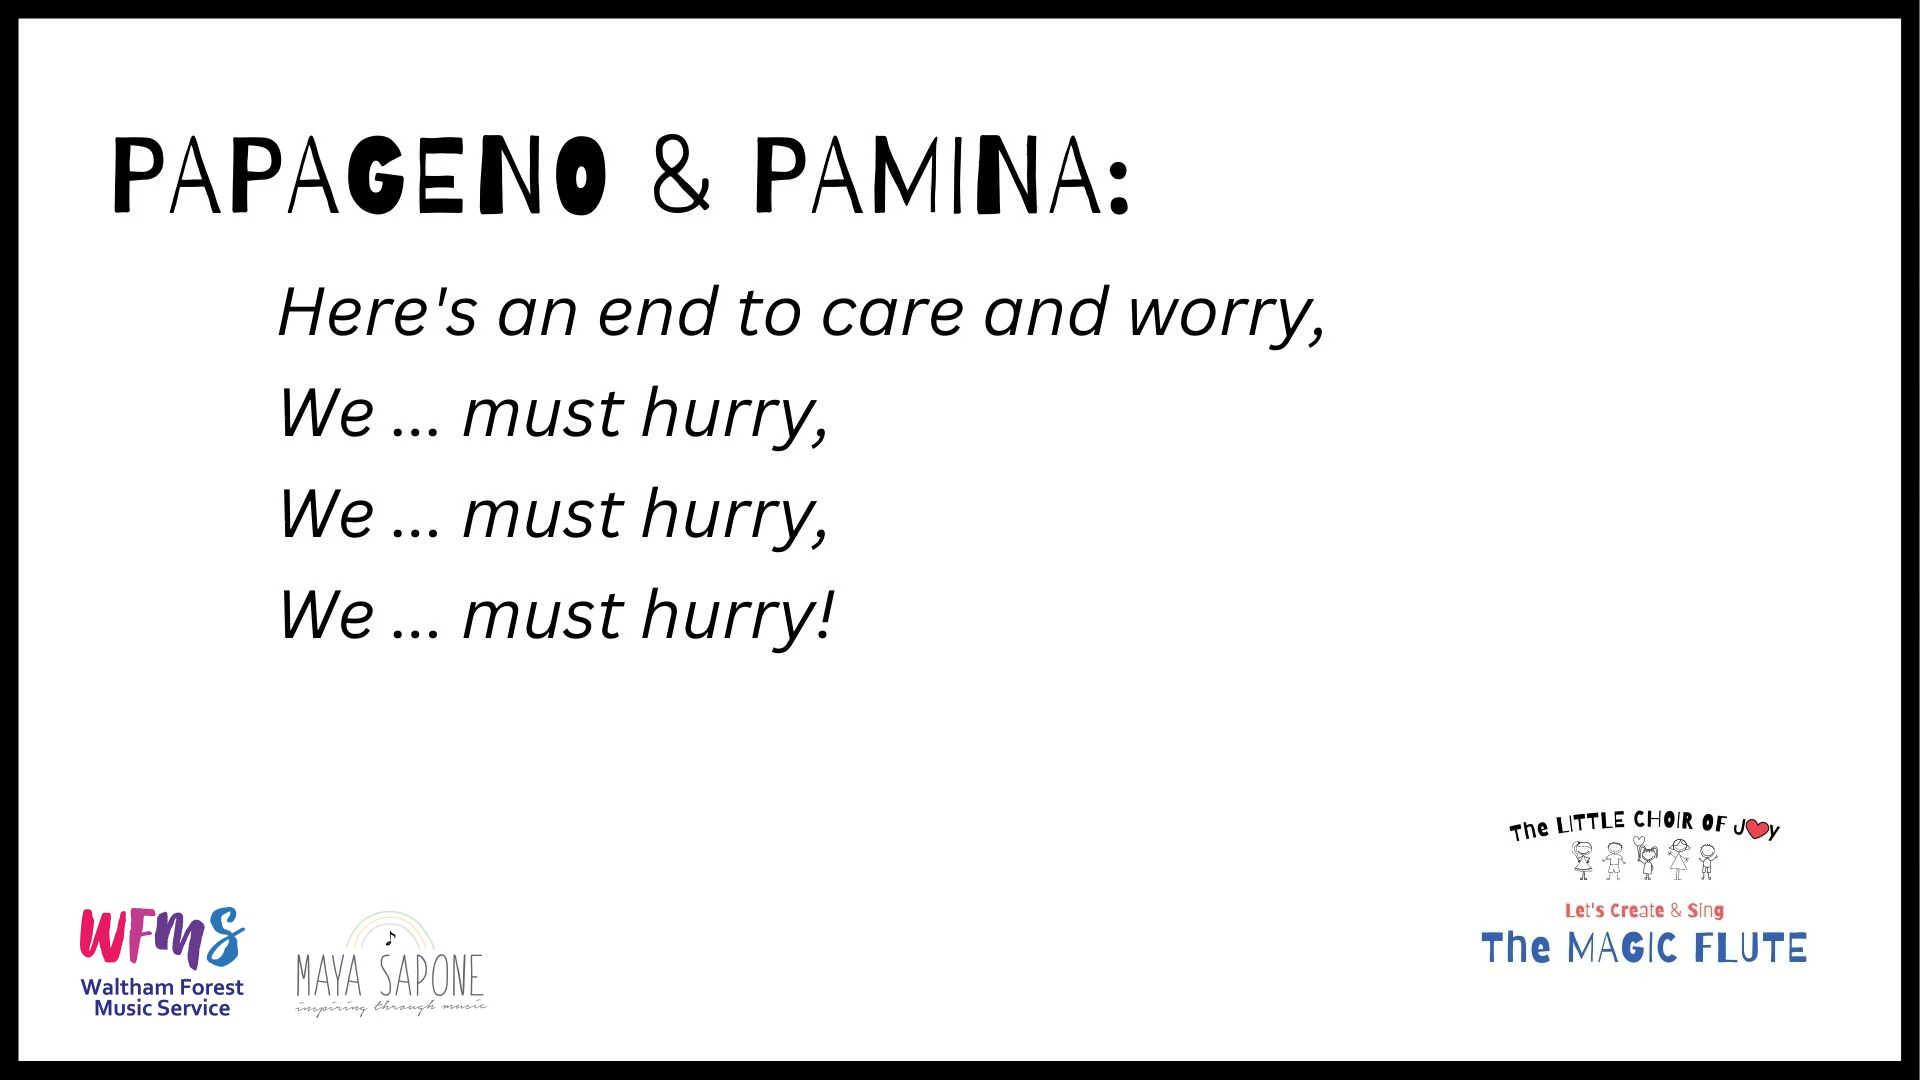 PAPAGENO & PAMINA:
Here's an end to care and worry,
We ... must hurry,
We ... must hurry,
We ... must hurry!
The LITTLE CHOIR OF J❤Y
Let's Create & Sing
The MAGIC FLUTE
WFMS
Waltham Forest
Music Service
MAYA SAPONE
inspiring through music